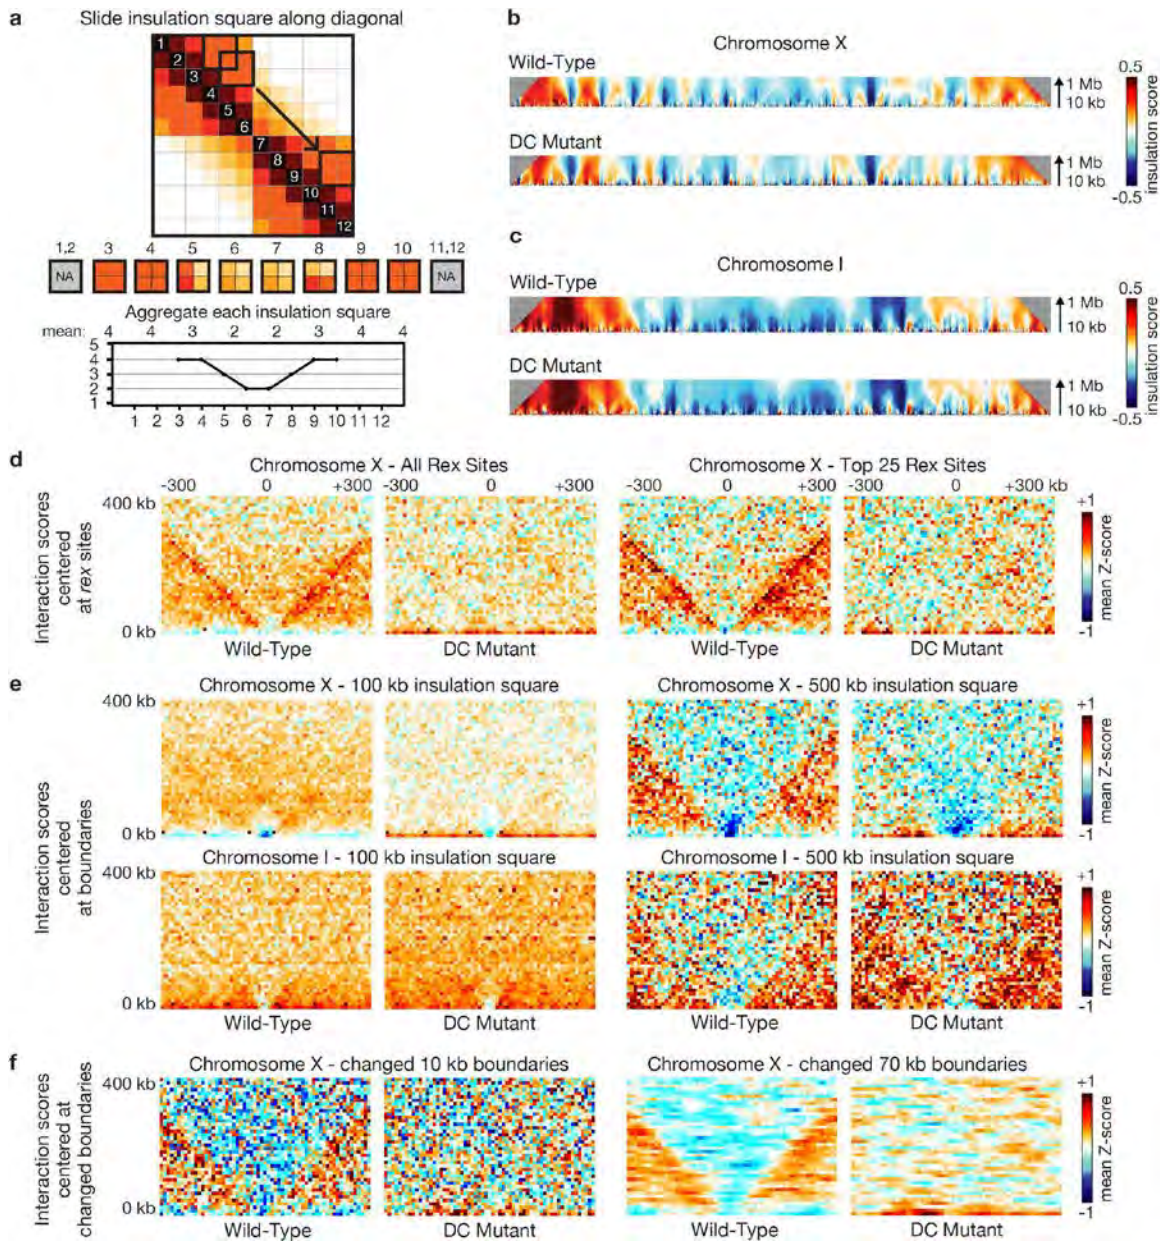 a
Slide insulation square along diagonal
1
2
3
4
5
6
7
8
9
10
11
12
1,2 3 4 5 6 7 8 9 10 11,12
NA NA
Aggregate each insulation square
mean: 4 4 3 2 2 3 4 4
5
4
3
2
1
1 2 3 4 5 6 7 8 9 10 11 12
b
Chromosome X
Wild-Type
1 Mb
10 kb
DC Mutant
1 Mb
10 kb
0.5
insulation score
-0.5
c
Chromosome I
Wild-Type
1 Mb
10 kb
DC Mutant
1 Mb
10 kb
0.5
insulation score
-0.5
d
Chromosome X - All Rex Sites
Chromosome X - Top 25 Rex Sites
-300 0 +300 0 +300 -300 0 +300 0 +300 kb
400 kb
0 kb
Interaction scores
centered
at rex sites
Wild-Type
DC Mutant
Wild-Type
DC Mutant
+1
mean Z-score
-1
e
Chromosome X - 100 kb insulation square
Chromosome X - 500 kb insulation square
400 kb
0 kb
+1
mean Z-score
-1
Interaction scores
centered
at boundaries
Chromosome I - 100 kb insulation square
Chromosome I - 500 kb insulation square
400 kb
0 kb
Wild-Type
DC Mutant
Wild-Type
DC Mutant
+1
mean Z-score
-1
f
Chromosome X - changed 10 kb boundaries
Chromosome X - changed 70 kb boundaries
400 kb
0 kb
Interaction scores
centered at
changed boundaries
Wild-Type
DC Mutant
Wild-Type
DC Mutant
+1
mean Z-score
-1